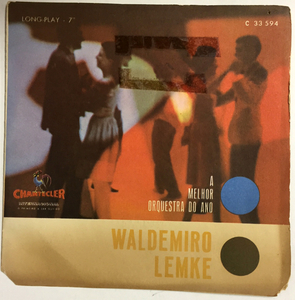 LONG-PLAY - 7"
C 33 594
A
MELHOR
ORQUESTRA DO ANO
CHANTECLER
WALDEMIRO
LEMKE